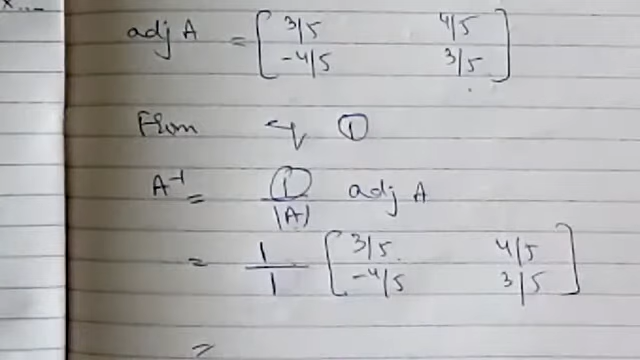 x...
adj A = [ 3/5 4/5
-4/5 3/5 ]
From eq ①
A⁻¹ = ①/|A| adj A
= 1/1 [ 3/5 4/5
-4/5 3/5 ]
=